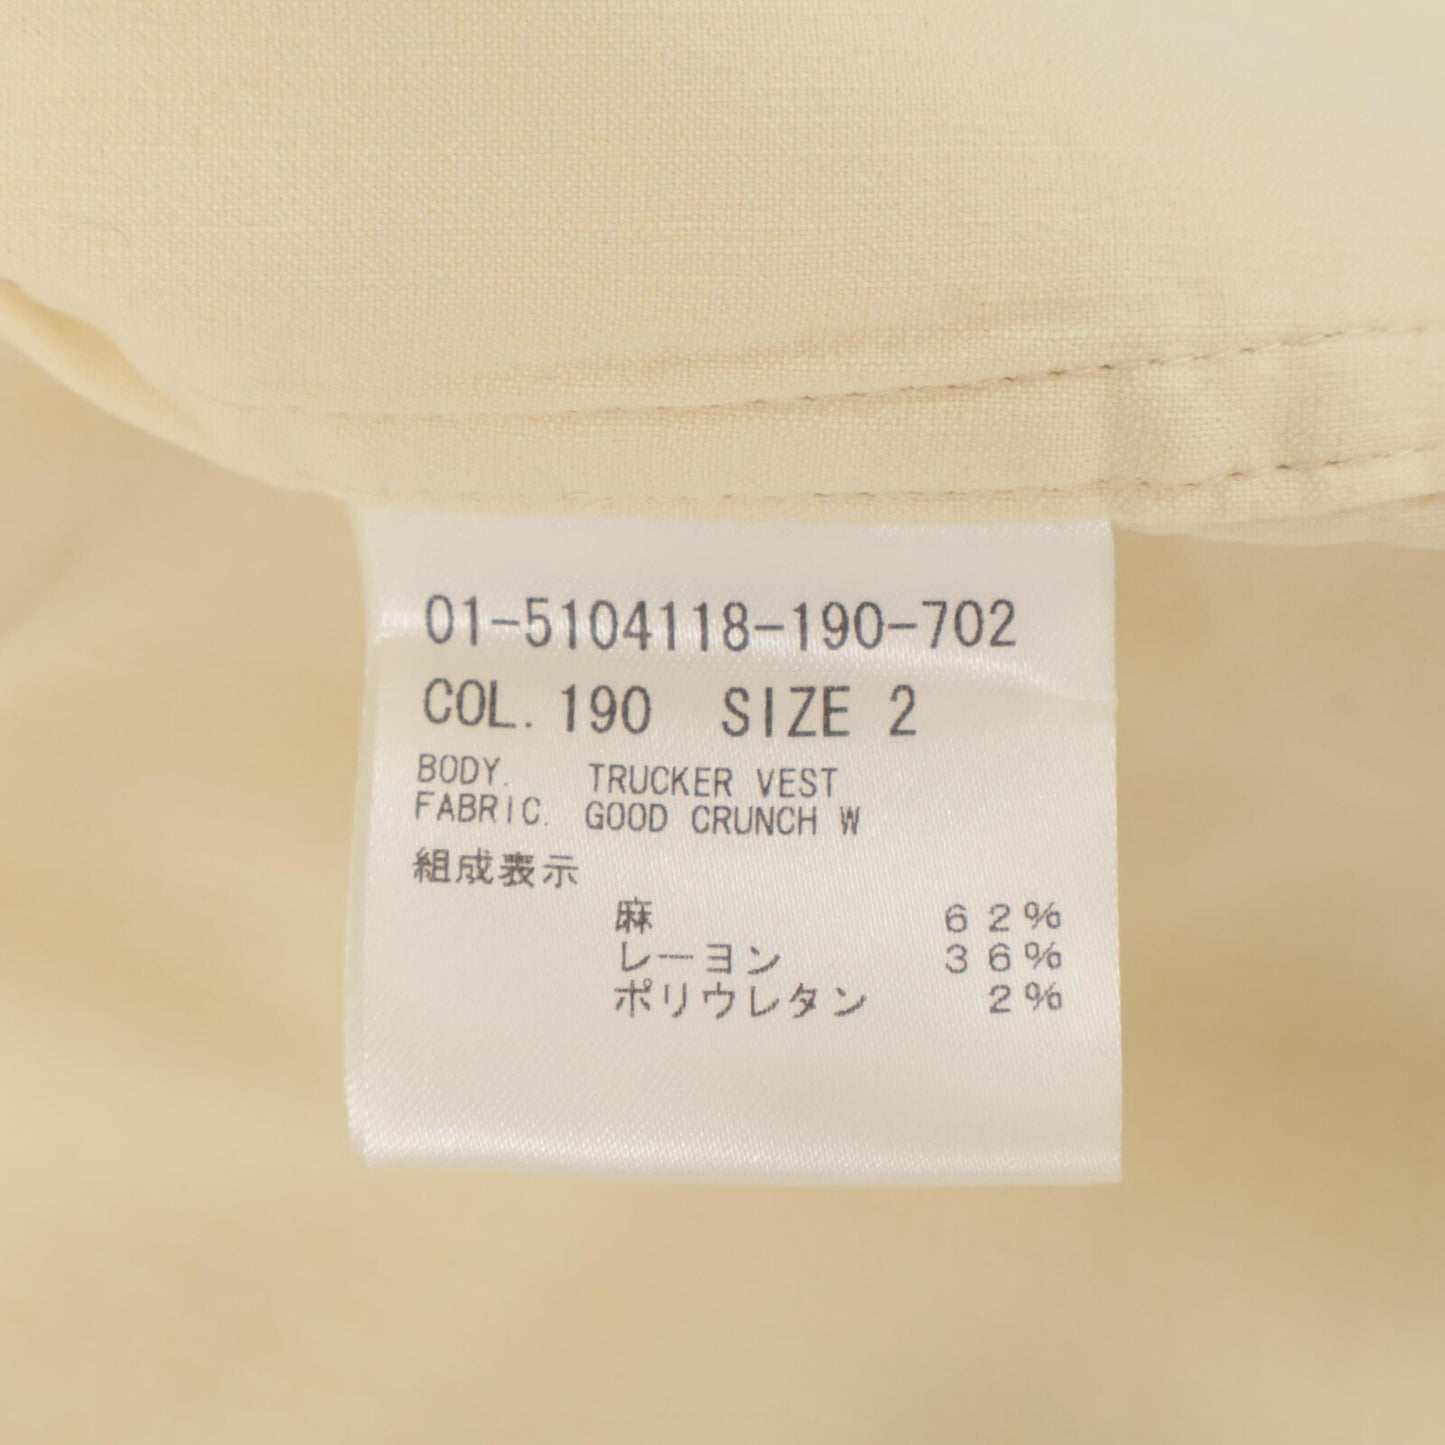 01-5104118-190-702
COL. 190 SIZE 2
BODY. TRUCKER VEST
FABRIC. GOOD CRUNCH W
組成表示
麻 62%
レーヨン 36%
ポリウレタン 2%